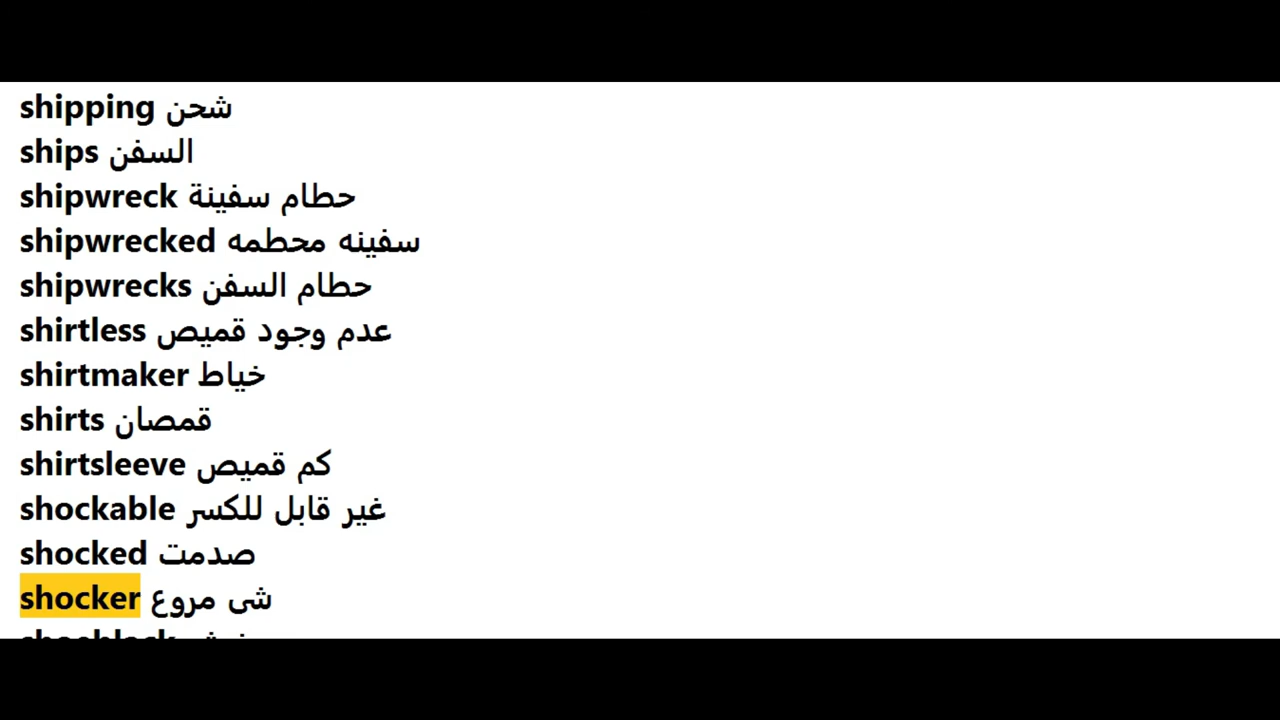 shipping شحن
ships السفن
shipwreck حطام سفينة
shipwrecked سفينه محطمه
shipwrecks حطام السفن
shirtless عدم وجود قميص
shirtmaker خياط
shirts قمصان
shirtsleeve كم قميص
shockable غير قابل للكسر
shocked صدمت
shocker شى مروع